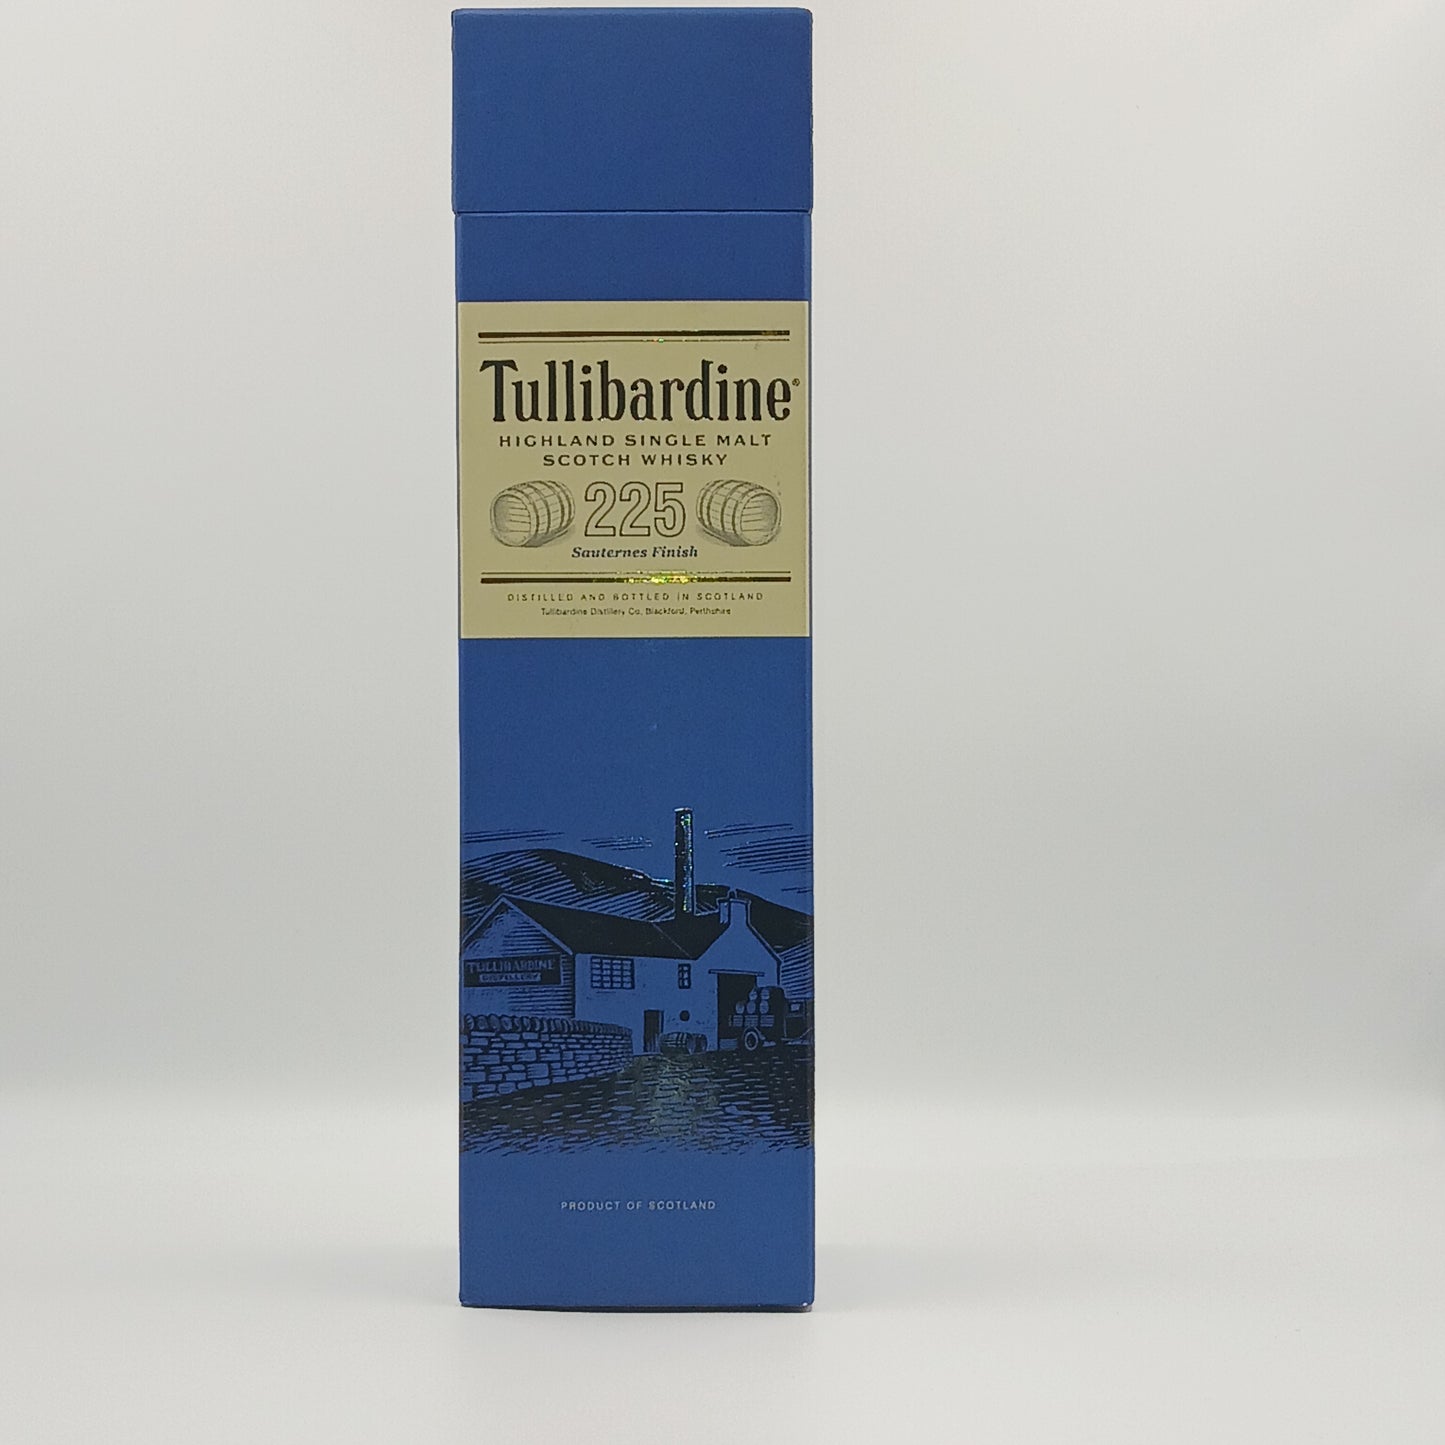 Tullibardine®
HIGHLAND SINGLE MALT
SCOTCH WHISKY
225
Sauternes Finish
DISTILLED AND BOTTLED IN SCOTLAND
Tullibardine Distillery Co, Blackford, Perthshire
TULLIBARDINE
DISTILLERY
PRODUCT OF SCOTLAND